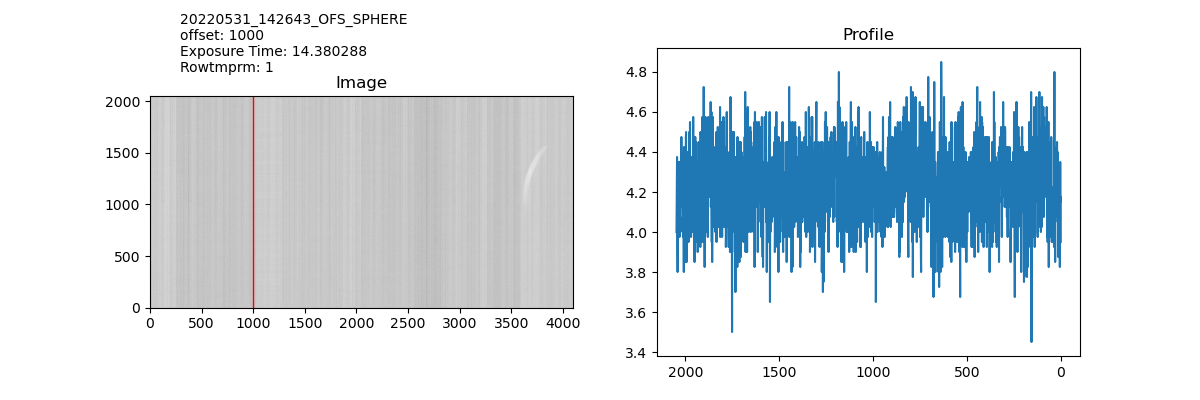 20220531_142643_OFS_SPHERE
offset: 1000
Exposure Time: 14.380288
Rowtmprm: 1
Image
2000
1500
1000
500
0
0 500 1000 1500 2000 2500 3000 3500 4000
Profile
4.8
4.6
4.4
4.2
4.0
3.8
3.6
3.4
2000 1500 1000 500 0